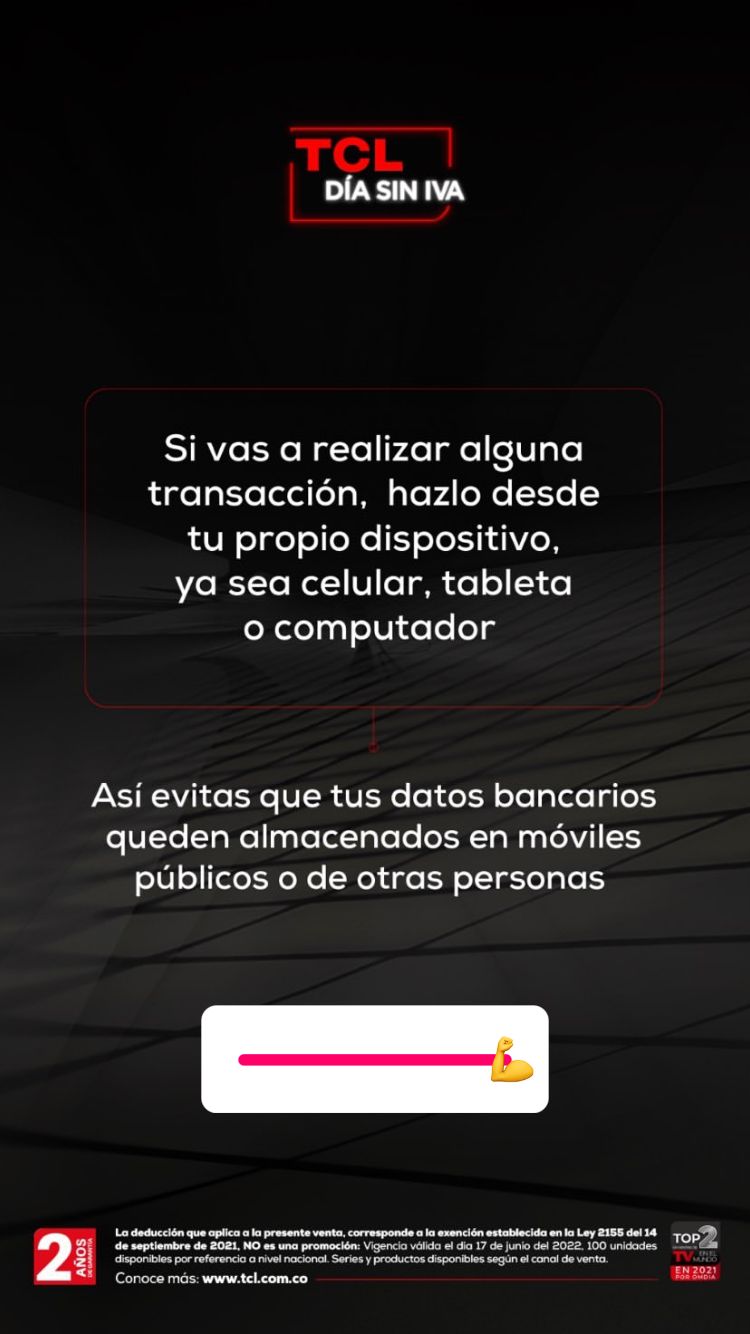 TCL
DÍA SIN IVA
Si vas a realizar alguna
transacción, hazlo desde
tu propio dispositivo,
ya sea celular, tableta
o computador
Así evitas que tus datos bancarios
queden almacenados en móviles
públicos o de otras personas
2 AÑOS
DE GARANTÍA
La deducción que aplica a la presente venta, corresponde a la exención establecida en la Ley 2155 del 14
de septiembre de 2021, NO es una promoción: Vigencia válida el dia 17 de junio del 2022, 100 unidades
disponibles por referencia a nivel nacional. Series y productos disponibles según el canal de venta.
Conoce más: www.tcl.com.co
TOP 2
TV EN EL
MUNDO
EN 2021
POR OMDIA